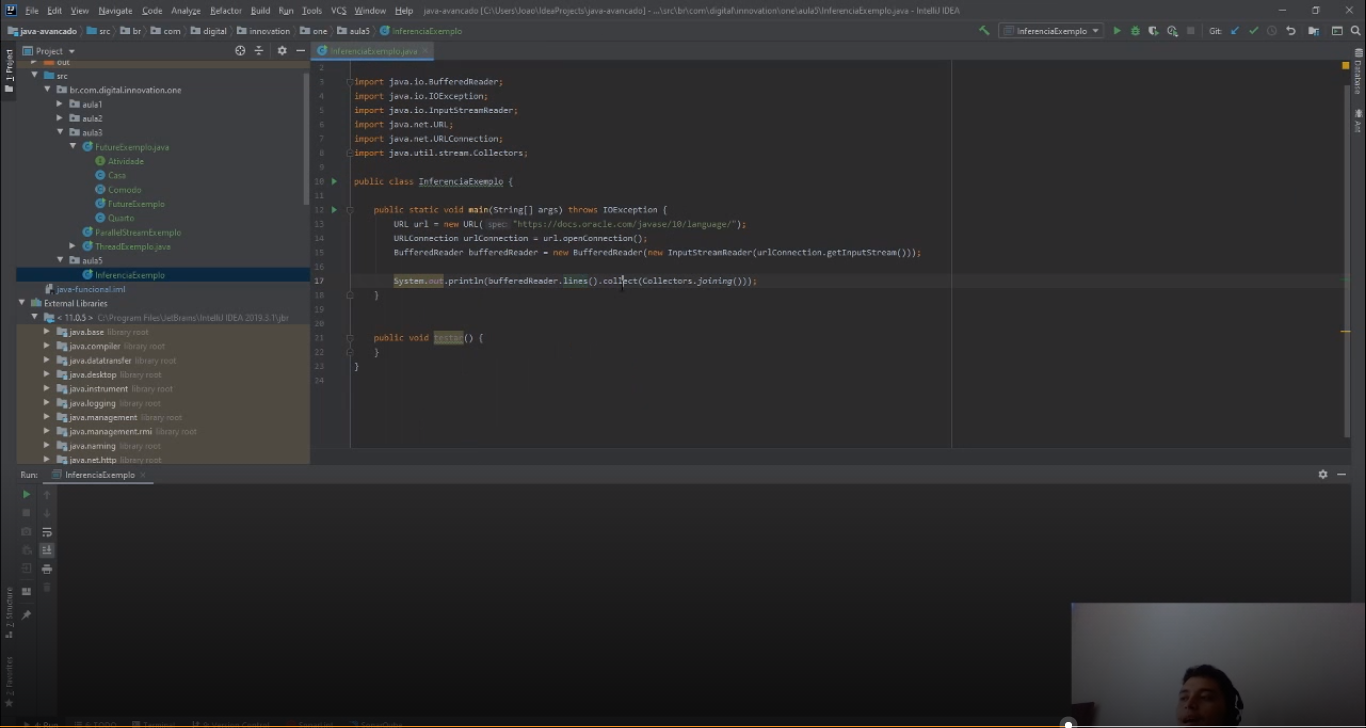 File Edit View Navigate Code Analyze Refactor Build Run Tools VCS Window Help java-avancado [C:\Users\Joao\IdeaProjects\java-avancado] - ...\src\br\com\digital\innovation\one\aula5\InferenciaExemplo.java - IntelliJ IDEA
java-avancado src br com digital innovation one aula5 InferenciaExemplo InferenciaExemplo Git:
1: Project
Project
InferenciaExemplo.java
Database
Ant
out
src
br.com.digital.innovation.one
aula1
aula2
aula3
FutureExemplo.java
Atividade
Casa
Comodo
FutureExemplo
Quarto
ParallelStreamExemplo
ThreadExemplo.java
aula5
InferenciaExemplo
java-funcional.iml
External Libraries
< 11.0.5 > C:\Program Files\JetBrains\IntelliJ IDEA 2019.3.1\jbr
java.base library root
java.compiler library root
java.datatransfer library root
java.desktop library root
java.instrument library root
java.logging library root
java.management library root
java.management.rmi library root
java.naming library root
java.net.http library root
2
3 import java.io.BufferedReader;
4 import java.io.IOException;
5 import java.io.InputStreamReader;
6 import java.net.URL;
7 import java.net.URLConnection;
8 import java.util.stream.Collectors;
9
10 public class InferenciaExemplo {
11
12 public static void main(String[] args) throws IOException {
13 URL url = new URL( spec: "https://docs.oracle.com/javase/10/language/");
14 URLConnection urlConnection = url.openConnection();
15 BufferedReader bufferedReader = new BufferedReader(new InputStreamReader(urlConnection.getInputStream()));
16
17 System.out.println(bufferedReader.lines().collect(Collectors.joining()));
18 }
19
20
21 public void testar() {
22 }
23 }
24
Run: InferenciaExemplo
Z: Structure
2: Favorites
4: Run 6: TODO Terminal 9: Version Control